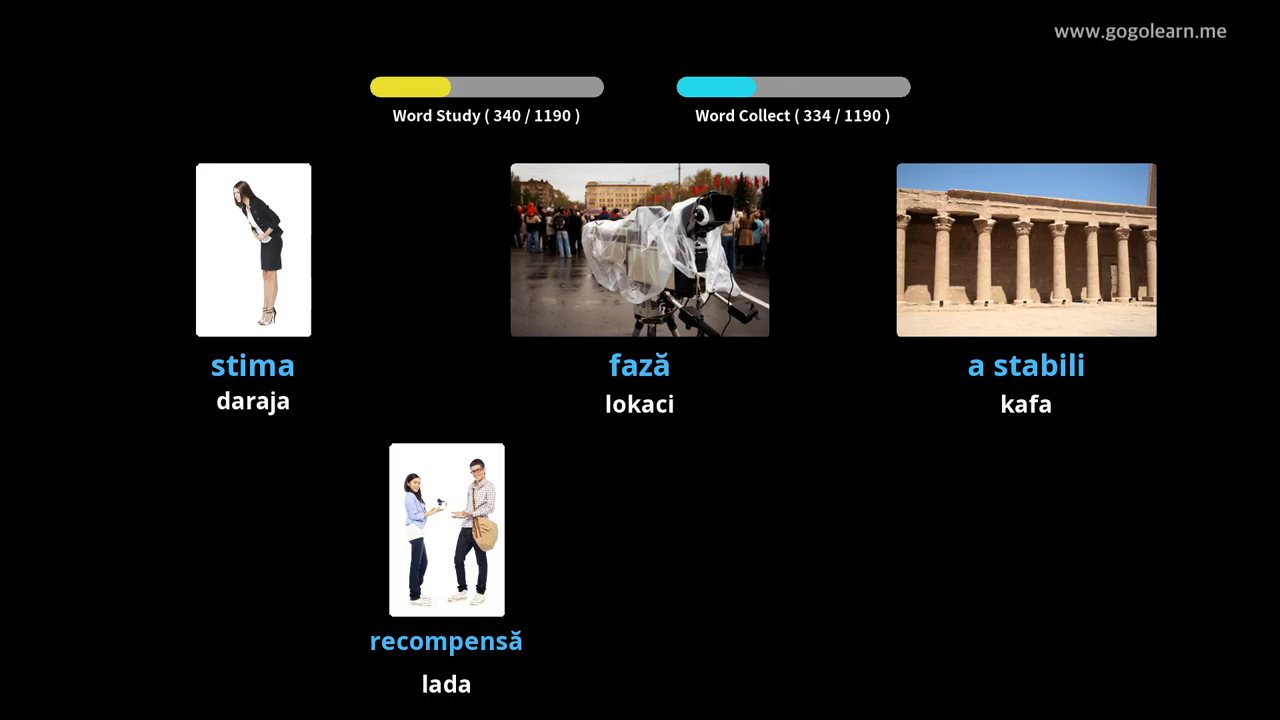 www.gogolearn.me
Word Study ( 340 / 1190 )
Word Collect ( 334 / 1190 )
stima
daraja
fază
lokaci
a stabili
kafa
recompensă
lada